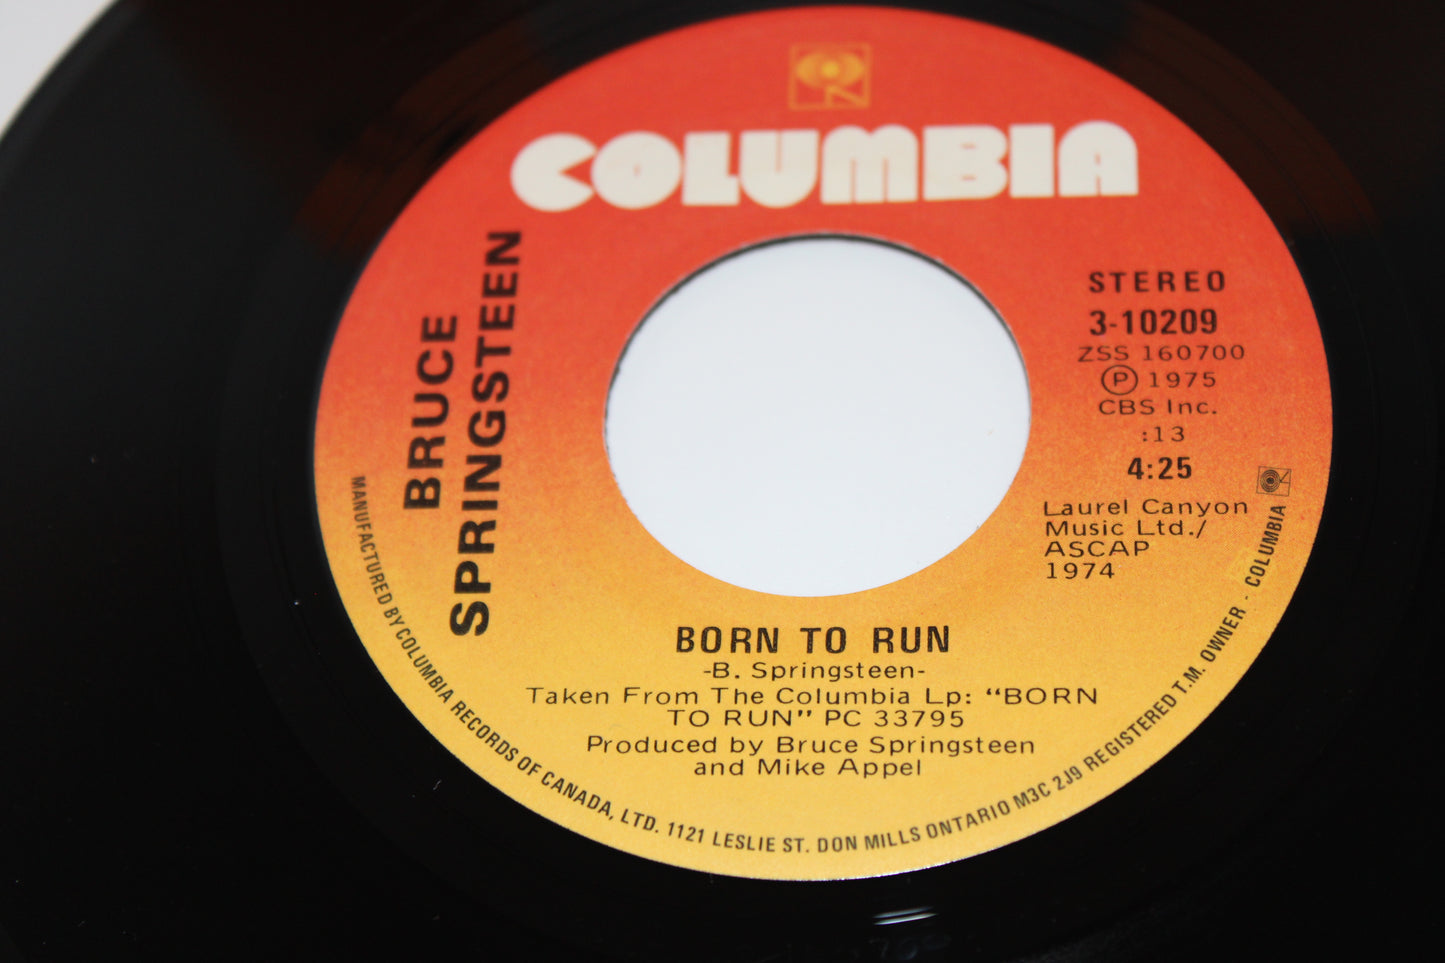 COLUMBIA
BRUCE
SPRINGSTEEN
STEREO
3-10209
ZSS 160700
Ⓟ 1975
CBS Inc.
:13
4:25
Laurel Canyon
Music Ltd./
ASCAP
1974
BORN TO RUN
-B. Springsteen-
Taken From The Columbia Lp: “BORN
TO RUN” PC 33795
Produced by Bruce Springsteen
and Mike Appel
MANUFACTURED BY COLUMBIA RECORDS OF CANADA, LTD. 1121 LESLIE ST. DON MILLS ONTARIO M3C 2J9 REGISTERED T.M. OWNER - COLUMBIA